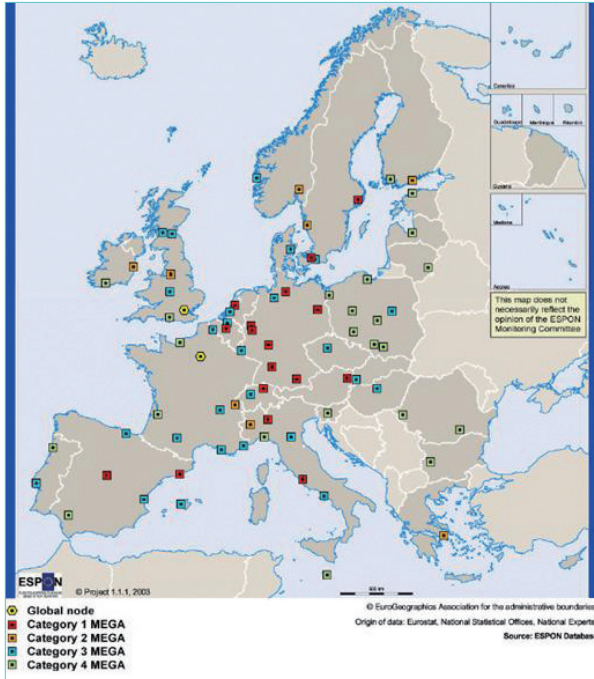 Canarias
Guadeloupe Martinique Réunion
Guyane
Madeira
Azores
This map does not
necessarily reflect the
opinion of the ESPON
Monitoring Committee
ESPON
© Project 1.1.1, 2003
© EuroGeographics Association for the administrative boundaries
Origin of data: Eurostat, National Statistical Offices, National Experts
Source: ESPON Database
Global node
Category 1 MEGA
Category 2 MEGA
Category 3 MEGA
Category 4 MEGA